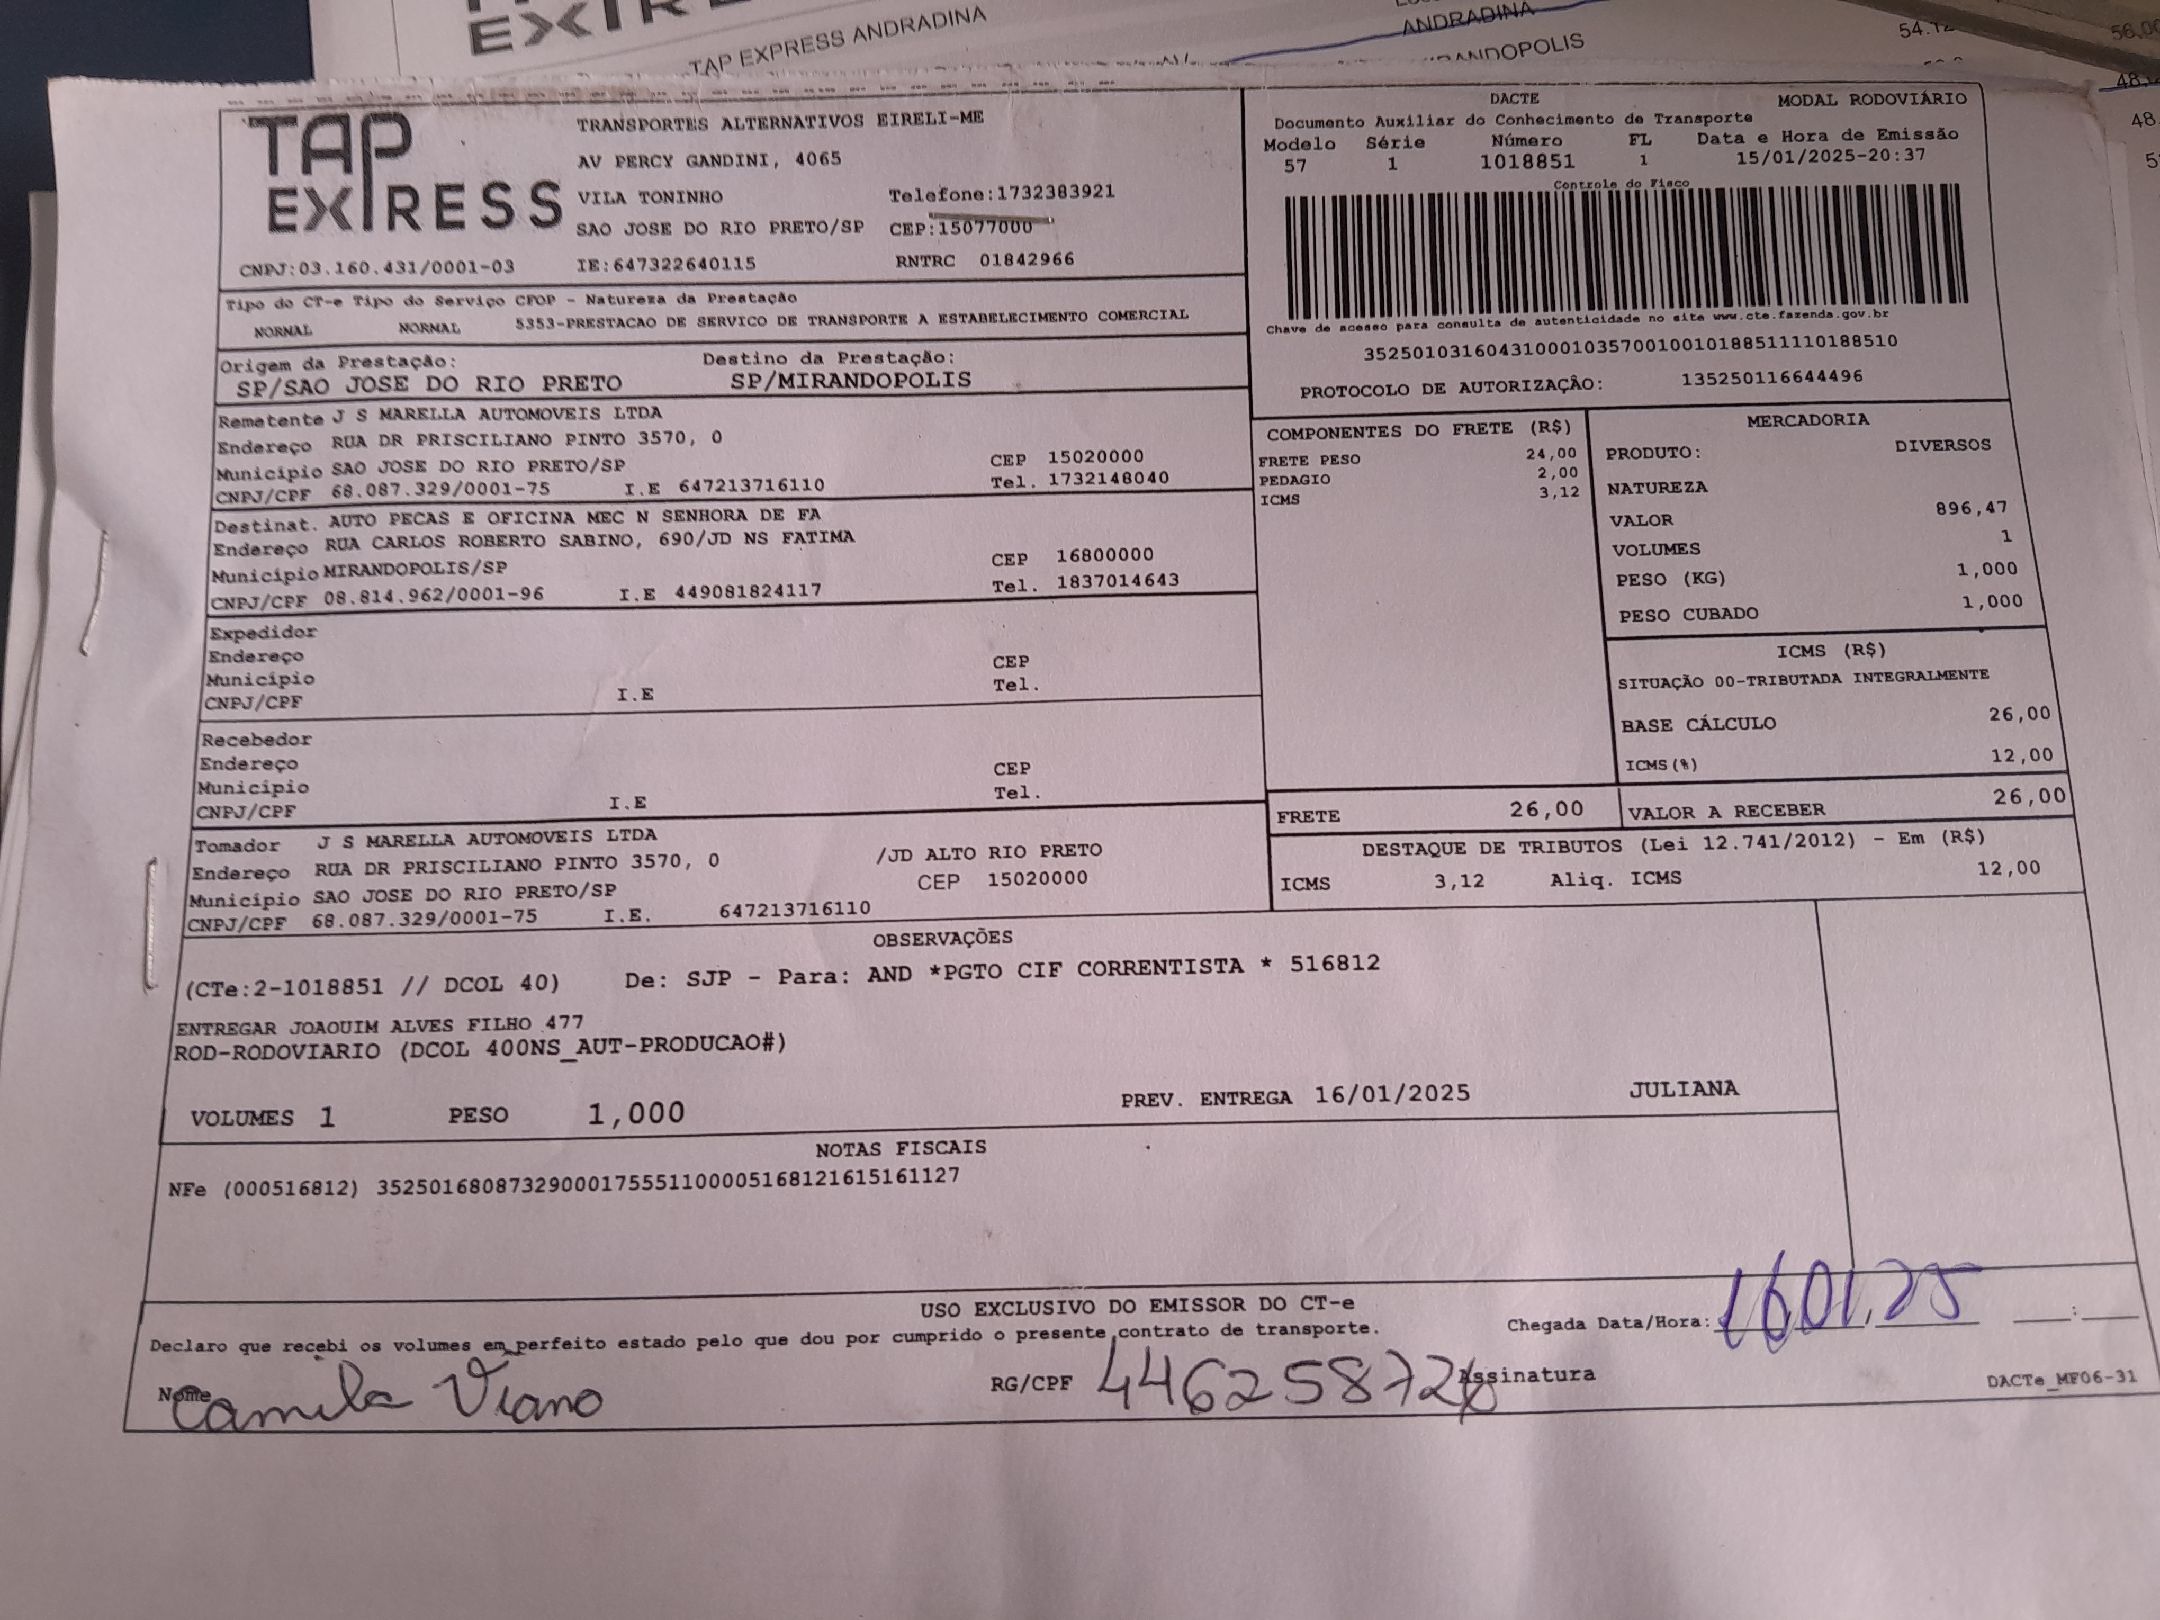 TAP EXPRESS ANDRADINA
ANDRADINA
54.12
56.00
48.
TAP EXPRESS
TRANSPORTES ALTERNATIVOS EIRELI-ME
AV PERCY GANDINI, 4065
VILA TONINHO Telefone:1732383921
SAO JOSE DO RIO PRETO/SP CEP:15077000
CNPJ:03.160.431/0001-03 IE:647322640115 RNTRC 01842966
DACTE MODAL RODOVIÁRIO
Documento Auxiliar do Conhecimento de Transporte
Modelo Série Número FL Data e Hora de Emissão
57 1 1018851 1 15/01/2025-20:37
Controle do Fisco
Chave de acesso para consulta de autenticidade no site www.cte.fazenda.gov.br
35250103160431000103570010010188511110188510
PROTOCOLO DE AUTORIZAÇÃO: 135250116644496
Tipo do CT-e Tipo do Serviço CFOP - Natureza da Prestação
NORMAL NORMAL 5353-PRESTACAO DE SERVICO DE TRANSPORTE A ESTABELECIMENTO COMERCIAL
Origem da Prestação: Destino da Prestação:
SP/SAO JOSE DO RIO PRETO SP/MIRANDOPOLIS
Remetente J S MARELLA AUTOMOVEIS LTDA
Endereço RUA DR PRISCILIANO PINTO 3570, 0
Município SAO JOSE DO RIO PRETO/SP CEP 15020000
CNPJ/CPF 68.087.329/0001-75 I.E 647213716110 Tel. 1732148040
Destinat. AUTO PECAS E OFICINA MEC N SENHORA DE FA
Endereço RUA CARLOS ROBERTO SABINO, 690/JD NS FATIMA
Município MIRANDOPOLIS/SP CEP 16800000
CNPJ/CPF 08.814.962/0001-96 I.E 449081824117 Tel. 1837014643
Expedidor
Endereço
Município CEP
CNPJ/CPF I.E Tel.
Recebedor
Endereço
Município CEP
CNPJ/CPF I.E Tel.
Tomador J S MARELLA AUTOMOVEIS LTDA
Endereço RUA DR PRISCILIANO PINTO 3570, 0 /JD ALTO RIO PRETO
Município SAO JOSE DO RIO PRETO/SP CEP 15020000
CNPJ/CPF 68.087.329/0001-75 I.E. 647213716110
COMPONENTES DO FRETE (R$)
FRETE PESO 24,00
PEDAGIO 2,00
ICMS 3,12
MERCADORIA
PRODUTO: DIVERSOS
NATUREZA
VALOR 896,47
VOLUMES 1
PESO (KG) 1,000
PESO CUBADO 1,000
ICMS (R$)
SITUAÇÃO 00-TRIBUTADA INTEGRALMENTE
BASE CÁLCULO 26,00
ICMS(%) 12,00
FRETE 26,00 VALOR A RECEBER 26,00
DESTAQUE DE TRIBUTOS (Lei 12.741/2012) - Em (R$)
ICMS 3,12 Aliq. ICMS 12,00
OBSERVAÇÕES
(CTe:2-1018851 // DCOL 40) De: SJP - Para: AND *PGTO CIF CORRENTISTA * 516812
ENTREGAR JOAQUIM ALVES FILHO 477
ROD-RODOVIARIO (DCOL 400NS_AUT-PRODUCAO#)
VOLUMES 1 PESO 1,000 PREV. ENTREGA 16/01/2025 JULIANA
NOTAS FISCAIS
NFe (000516812) 35250168087329000175551100005168121615161127
USO EXCLUSIVO DO EMISSOR DO CT-e
Declaro que recebi os volumes em perfeito estado pelo que dou por cumprido o presente contrato de transporte. Chegada Data/Hora: 16.01.25 :
Nome Camila Viano RG/CPF Assinatura
DACTe_MF06-31